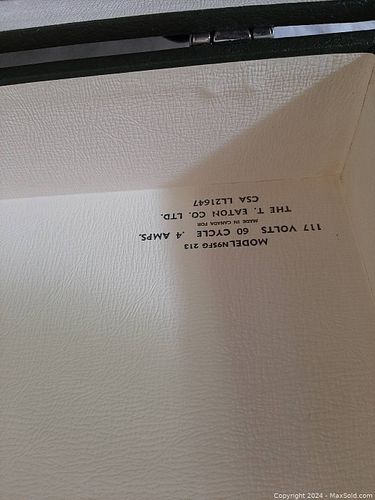 MODEL N9SFG 213
117 VOLTS 60 CYCLE .4 AMPS.
MADE IN CANADA FOR
THE T. EATON CO. LTD.
CSA LL21647
Copyright © 2024 - MaxSold.com